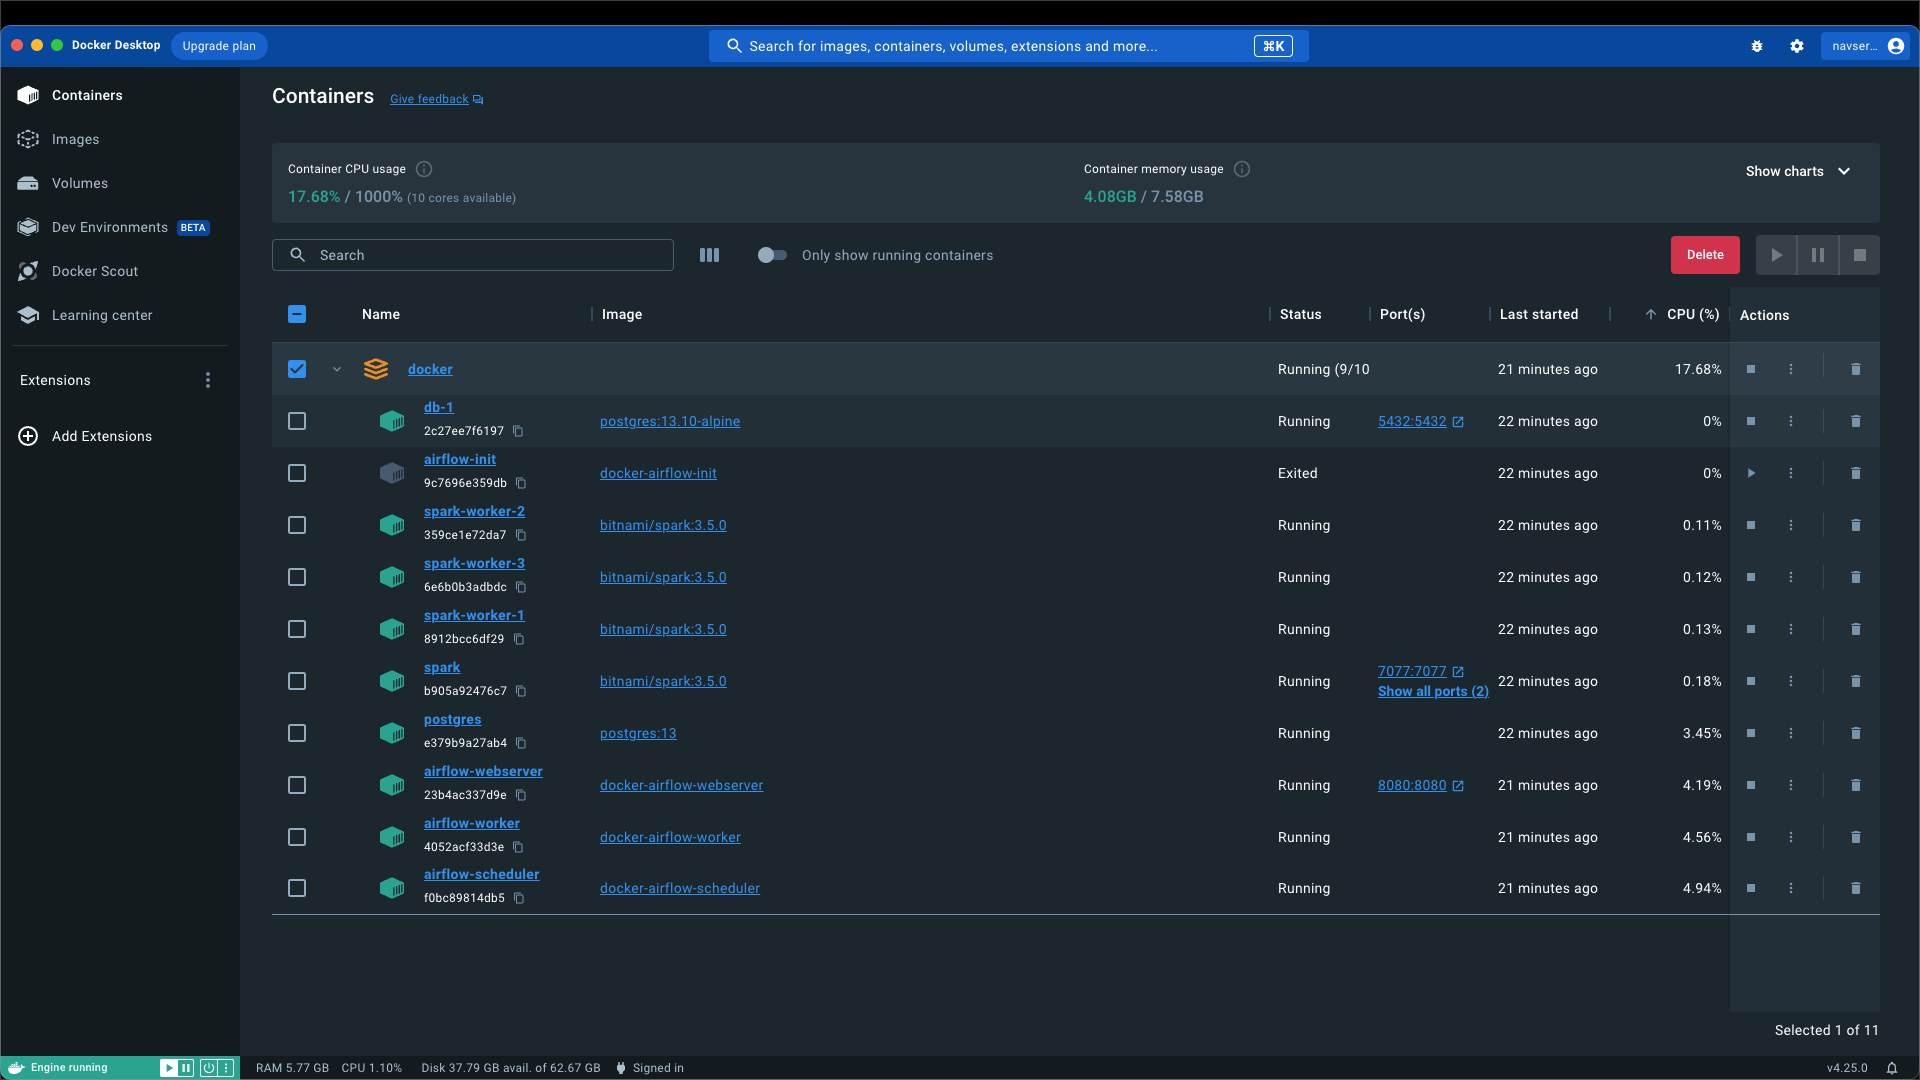 Docker Desktop
Upgrade plan
Search for images, containers, volumes, extensions and more...
⌘K
navser...
Containers
Images
Volumes
Dev Environments BETA
Docker Scout
Learning center
Extensions
Add Extensions
Containers
Give feedback
Container CPU usage
17.68% / 1000% (10 cores available)
Container memory usage
4.08GB / 7.58GB
Show charts
Search
Only show running containers
Delete
Name Image Status Port(s) Last started CPU (%) Actions
docker Running (9/10 21 minutes ago 17.68%
db-1
2c27ee7f6197
postgres:13.10-alpine Running 5432:5432 22 minutes ago 0%
airflow-init
9c7696e359db
docker-airflow-init Exited 22 minutes ago 0%
spark-worker-2
359ce1e72da7
bitnami/spark:3.5.0 Running 22 minutes ago 0.11%
spark-worker-3
6e6b0b3adbdc
bitnami/spark:3.5.0 Running 22 minutes ago 0.12%
spark-worker-1
8912bcc6df29
bitnami/spark:3.5.0 Running 22 minutes ago 0.13%
spark
b905a92476c7
bitnami/spark:3.5.0 Running 7077:7077
Show all ports (2)
22 minutes ago 0.18%
postgres
e379b9a27ab4
postgres:13 Running 22 minutes ago 3.45%
airflow-webserver
23b4ac337d9e
docker-airflow-webserver Running 8080:8080 21 minutes ago 4.19%
airflow-worker
4052acf33d3e
docker-airflow-worker Running 21 minutes ago 4.56%
airflow-scheduler
f0bc89814db5
docker-airflow-scheduler Running 21 minutes ago 4.94%
Selected 1 of 11
Engine running
RAM 5.77 GB CPU 1.10% Disk 37.79 GB avail. of 62.67 GB Signed in
v4.25.0